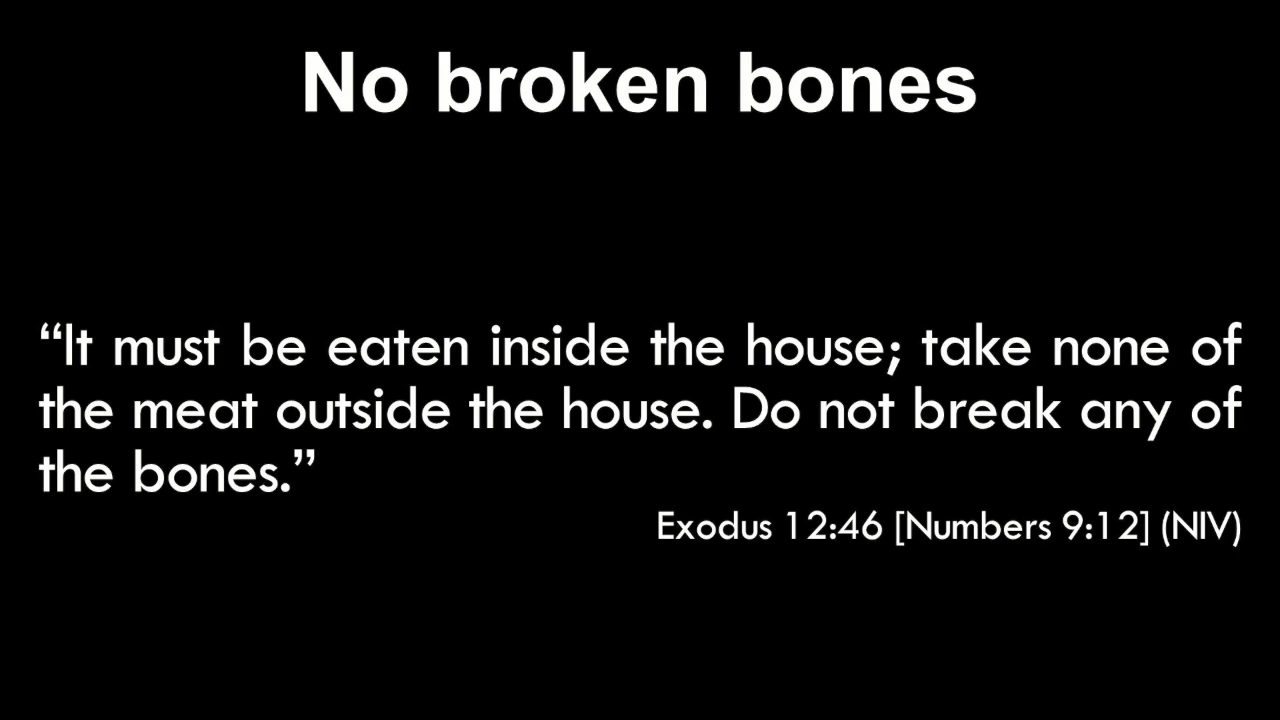 No broken bones
“It must be eaten inside the house; take none of
the meat outside the house. Do not break any of
the bones.”
Exodus 12:46 [Numbers 9:12] (NIV)